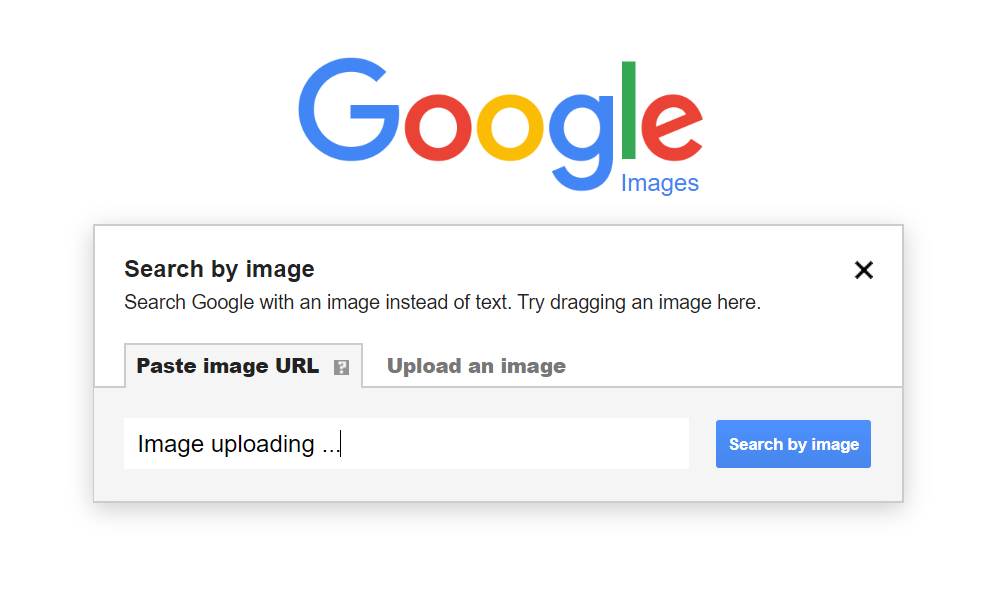 Google
Images
Search by image
Search Google with an image instead of text. Try dragging an image here.
Paste image URL ? Upload an image
Image uploading ... Search by image